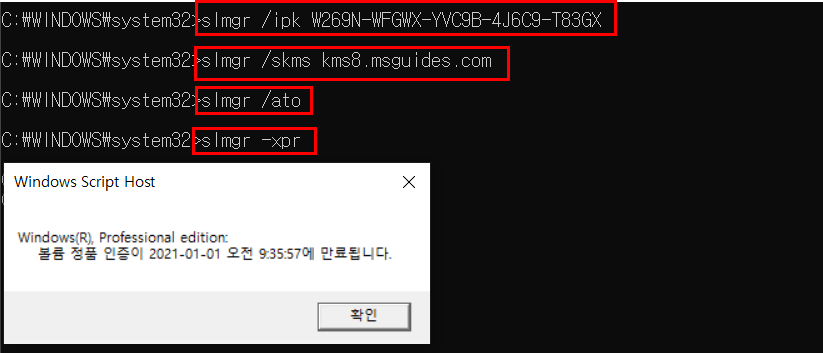 C:₩WINDOWS₩system32>slmgr /ipk W269N-WFGWX-YVC9B-4J6C9-T83GX
C:₩WINDOWS₩system32>slmgr /skms kms8.msguides.com
C:₩WINDOWS₩system32>slmgr /ato
C:₩WINDOWS₩system32>slmgr -xpr
Windows Script Host
Windows(R), Professional edition:
볼륨 정품 인증이 2021-01-01 오전 9:35:57에 만료됩니다.
확인